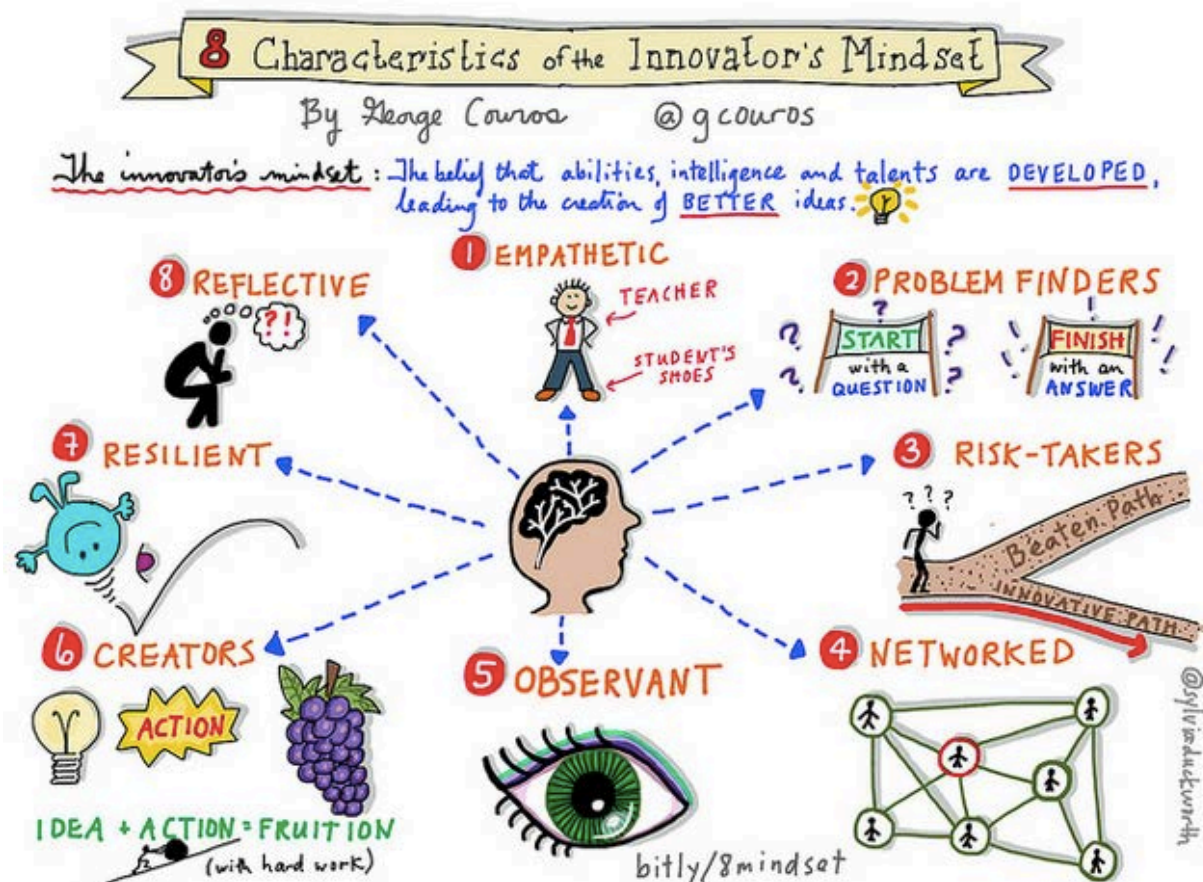 8 Characteristics of the Innovator's Mindset
By George Couros @gcouros
The innovator's mindset : The belief that abilities, intelligence and talents are DEVELOPED,
leading to the creation of BETTER ideas.
1 EMPATHETIC
TEACHER
STUDENT'S
SHOES
2 PROBLEM FINDERS
? ? ? ? ? ?
START
with a
QUESTION
! ! ! ! ! ! !
FINISH
with an
ANSWER
3 RISK-TAKERS
? ? ?
Beaten Path
INNOVATIVE PATH
4 NETWORKED
5 OBSERVANT
6 CREATORS
ACTION
IDEA + ACTION = FRUITION
(with hard work)
7 RESILIENT
8 REFLECTIVE
?!
bitly/8mindset
@sylviaduckworth